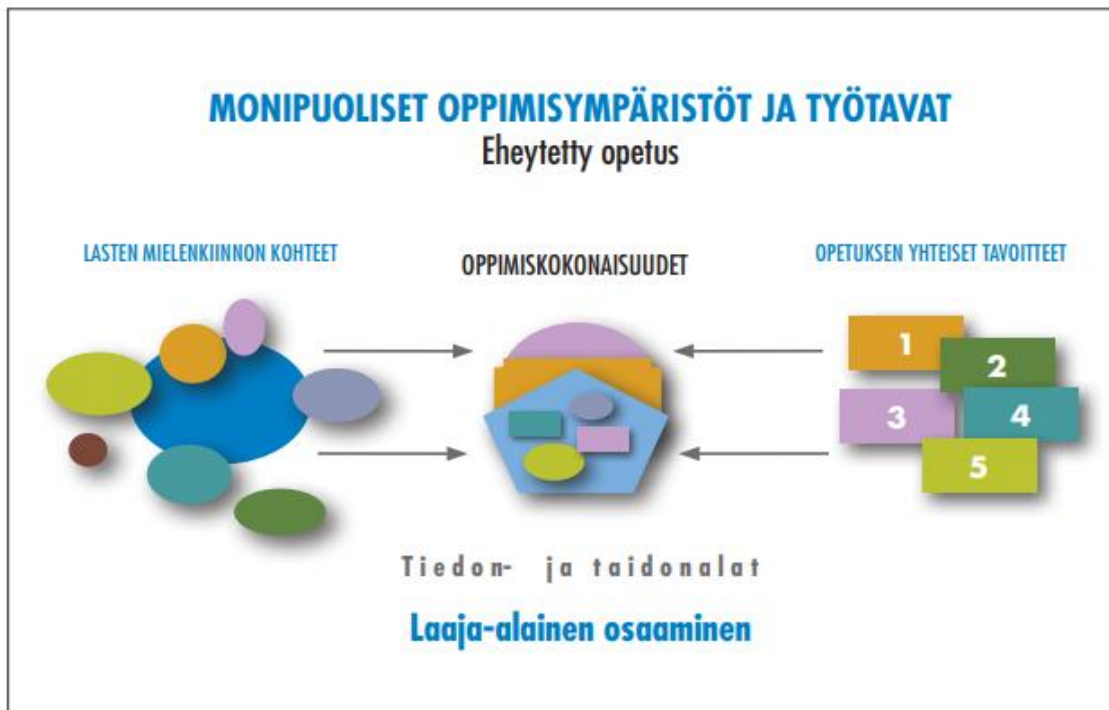 MONIPUOLISET OPPIMISYMPÄRISTÖT JA TYÖTAVAT
Eheytetty opetus
LASTEN MIELENKIINNON KOHTEET
OPPIMISKOKONAISUUDET
OPETUKSEN YHTEISET TAVOITTEET
1
2
3
4
5
Tiedon- ja taidonalat
Laaja-alainen osaaminen